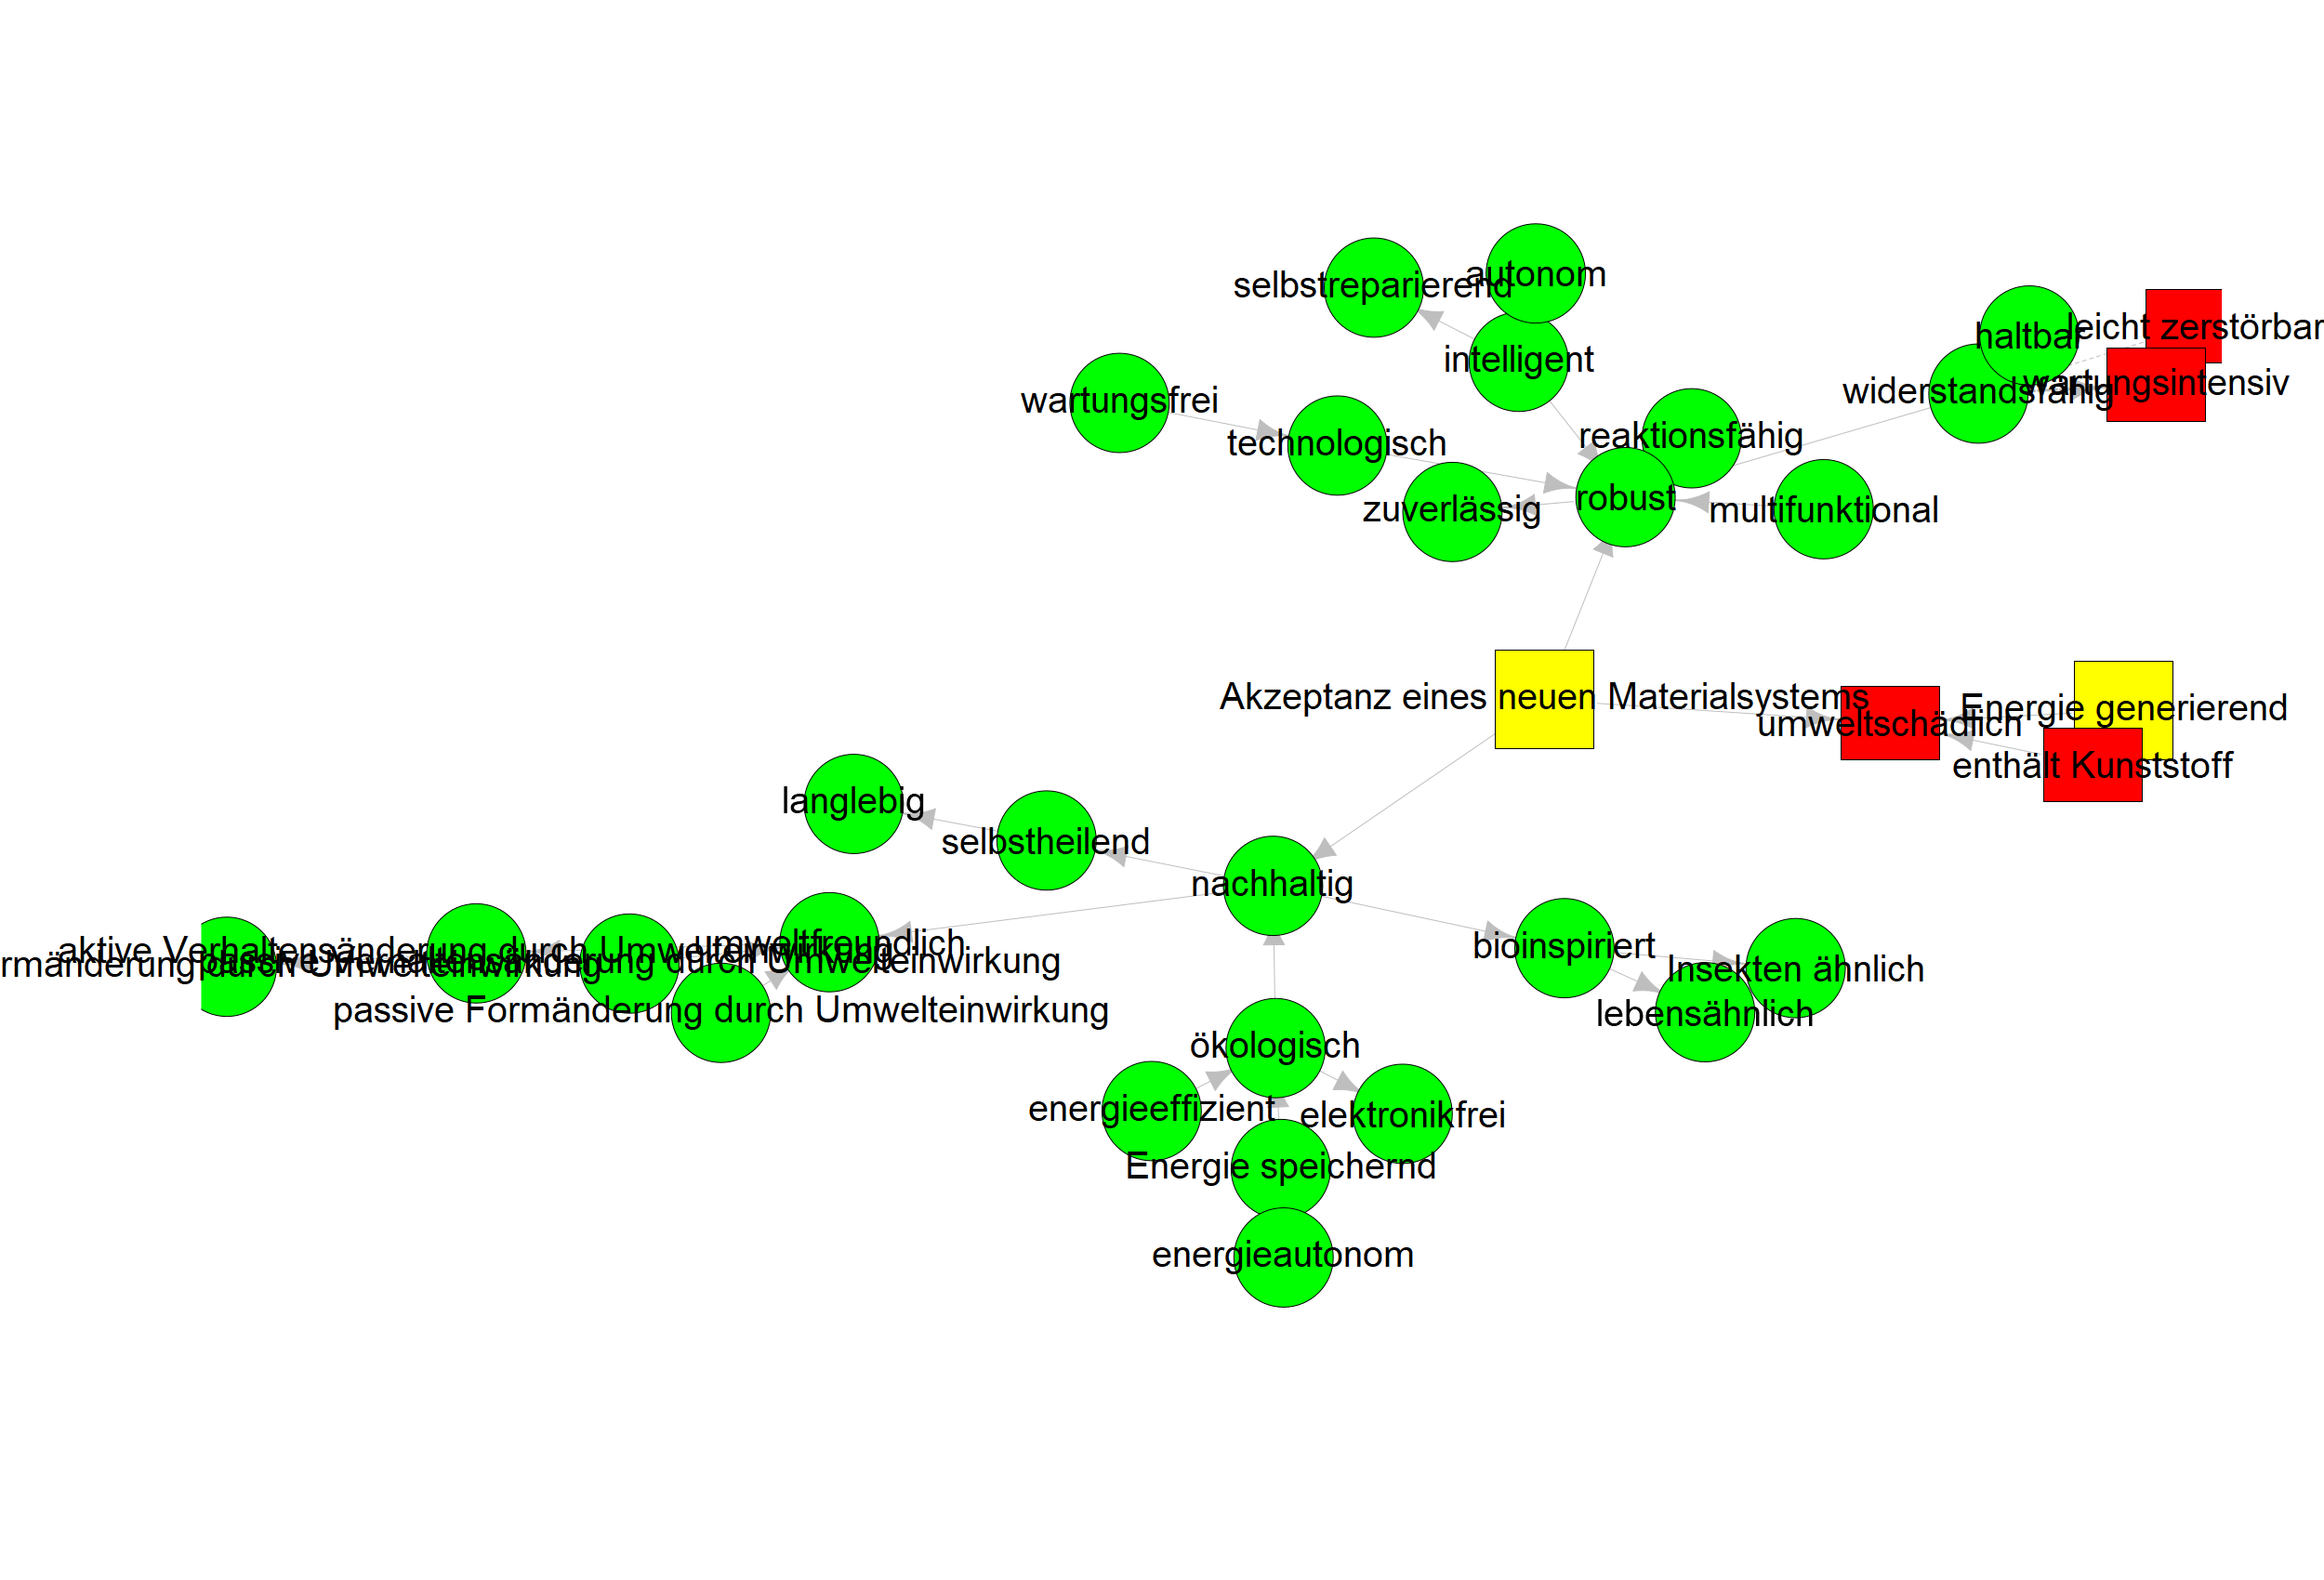 autonom
selbstreparierend
leicht zerstörbar
haltbar
intelligent
wartungsintensiv
widerstandsfähig
wartungsfrei
reaktionsfähig
technologisch
robust
zuverlässig
multifunktional
Akzeptanz eines neuen Materialsystems
Energie generierend
umweltschädlich
enthält Kunststoff
langlebig
selbstheilend
nachhaltig
umweltfreundlich
bioinspiriert
aktive Verhaltensänderung durch Umwelteinwirkung
passive Verhaltensänderung durch Umwelteinwirkung
rmänderung durch Umwelteinwirkung
Insekten ähnlich
passive Formänderung durch Umwelteinwirkung
lebensähnlich
ökologisch
energieeffizient
elektronikfrei
Energie speichernd
energieautonom